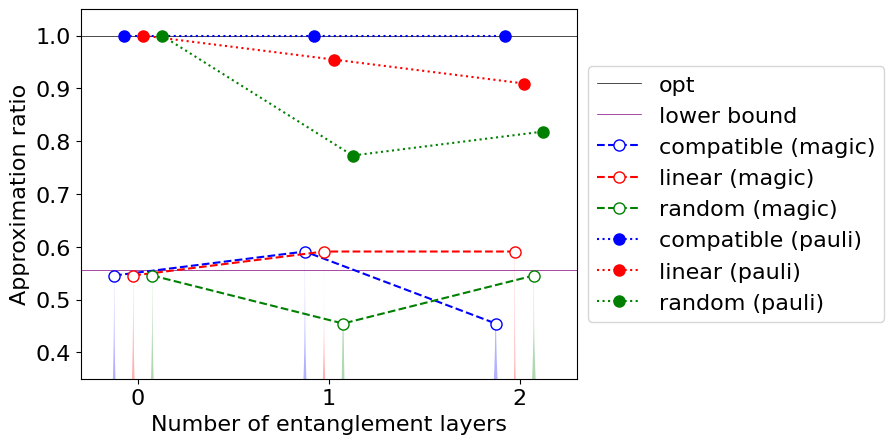 1.0
0.9
0.8
0.7
0.6
0.5
0.4
Approximation ratio
0 1 2
Number of entanglement layers
opt
lower bound
compatible (magic)
linear (magic)
random (magic)
compatible (pauli)
linear (pauli)
random (pauli)